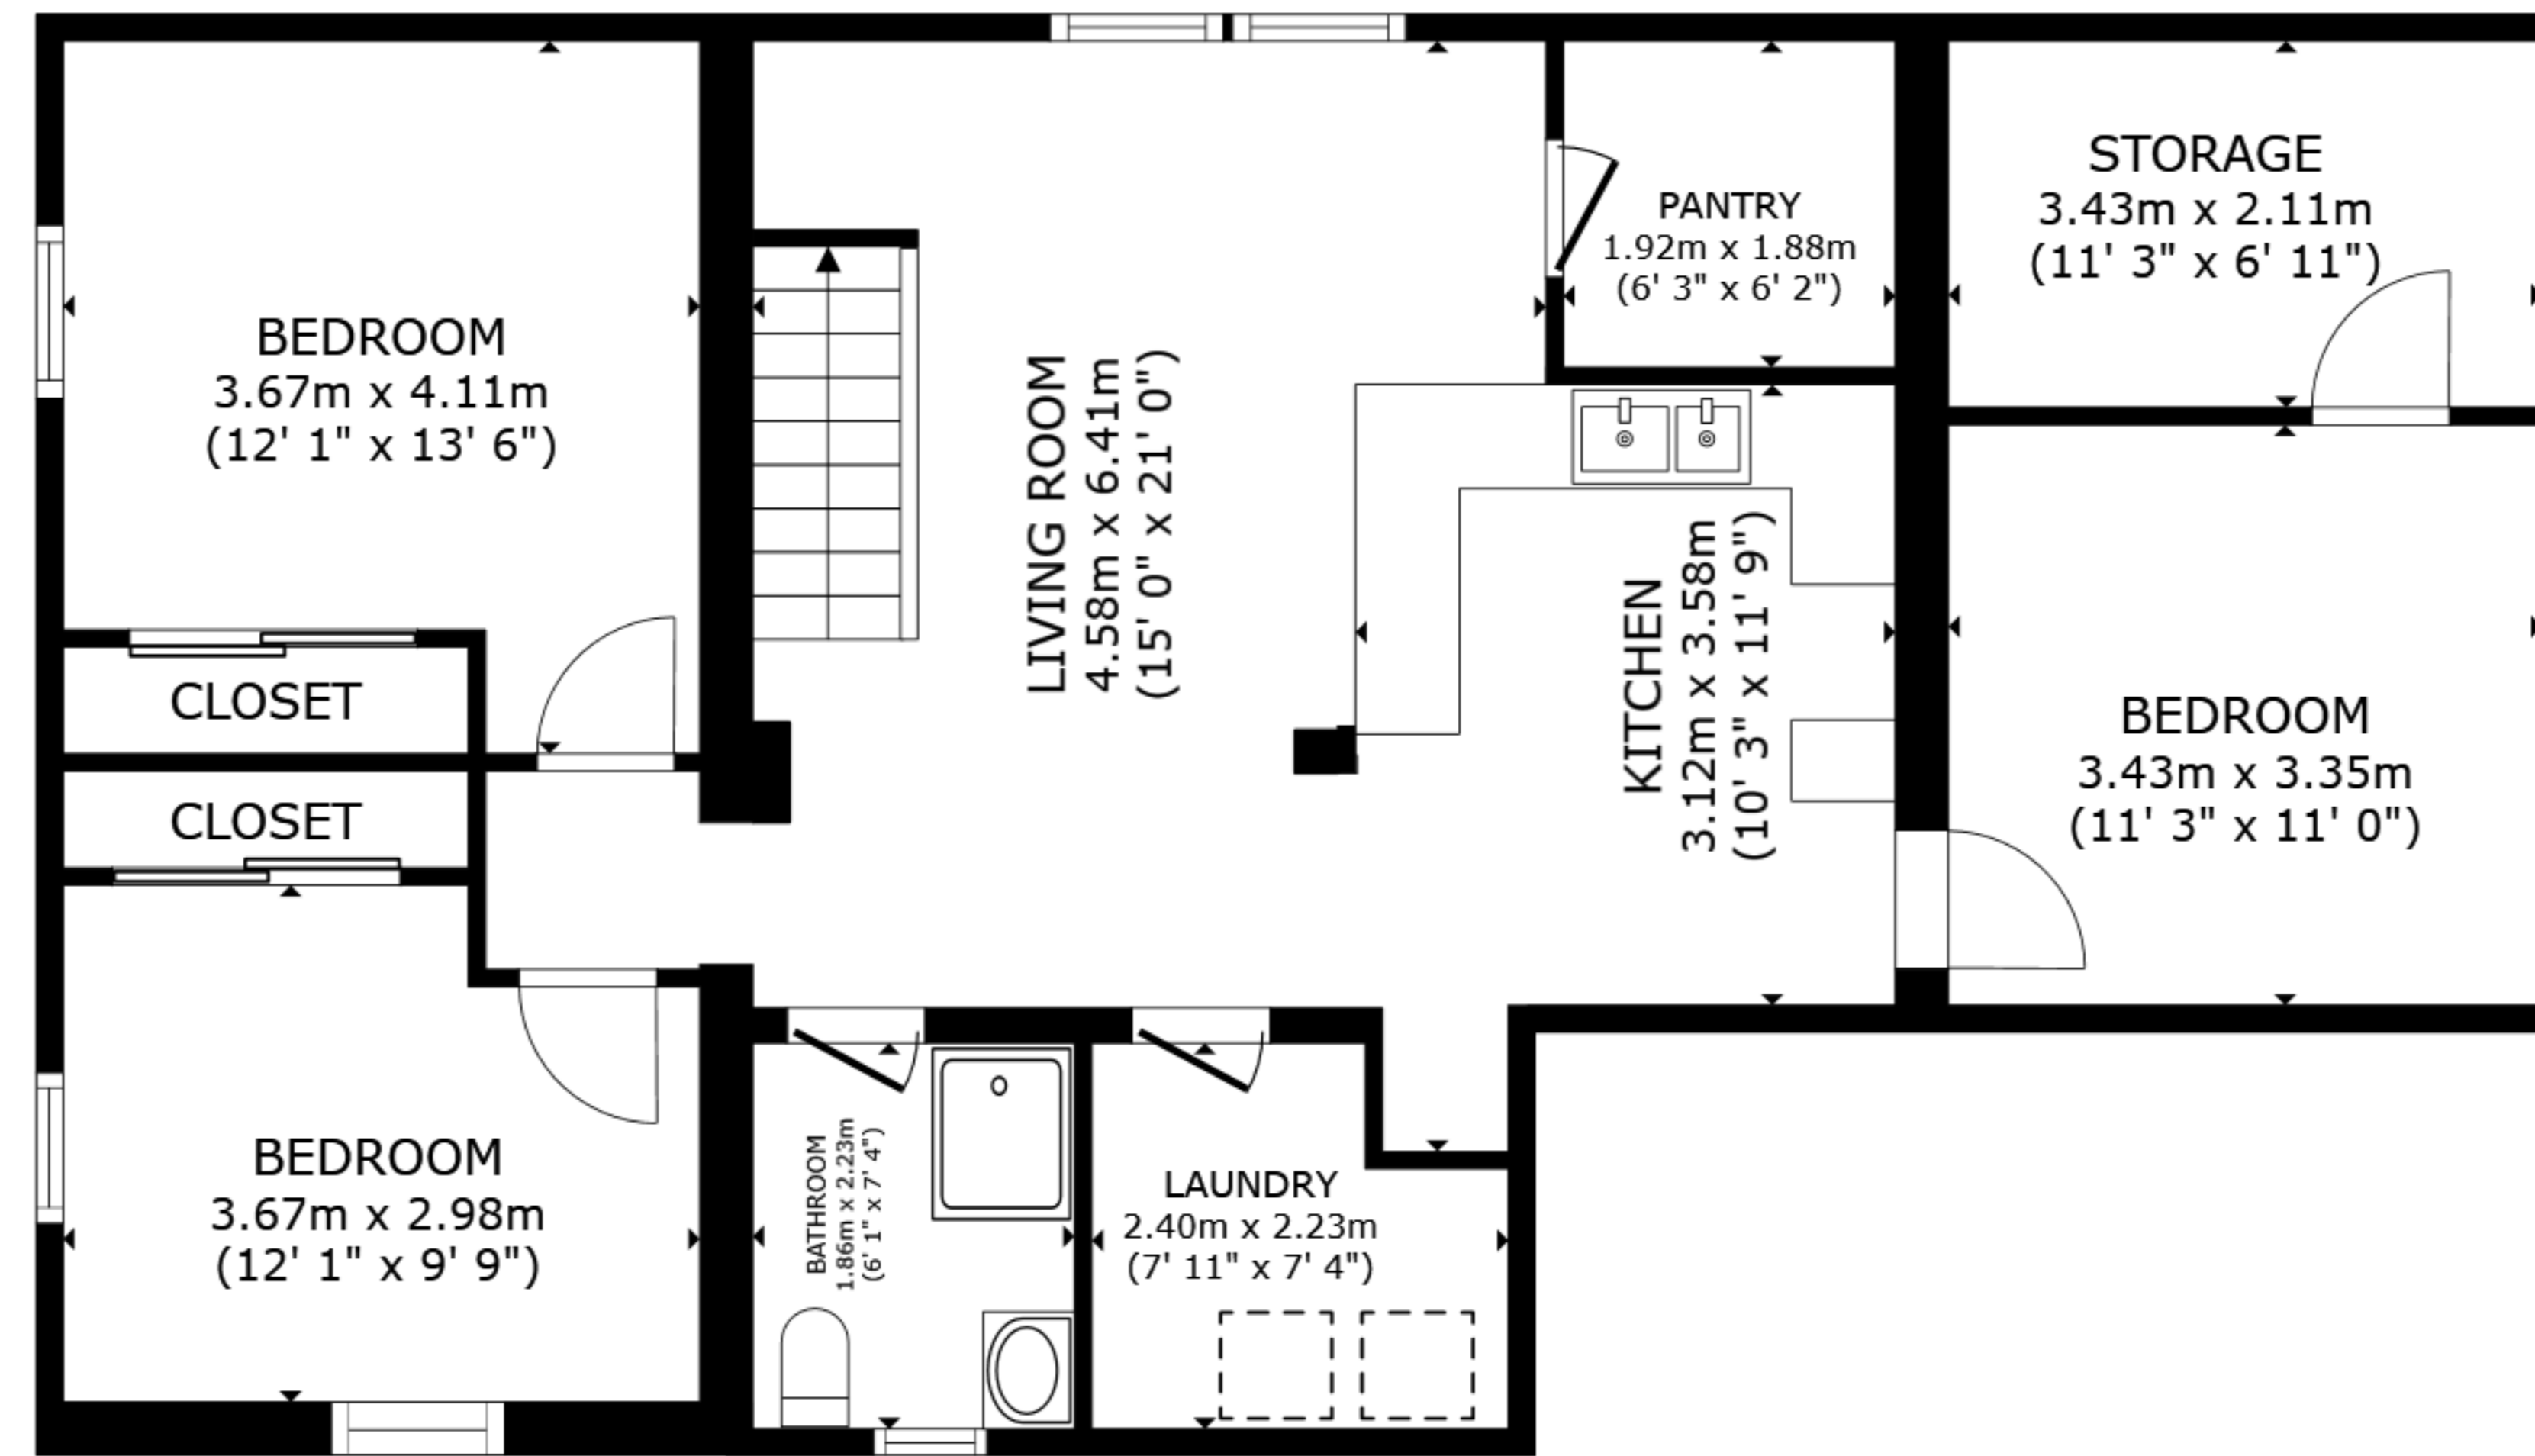 BEDROOM
3.67m x 4.11m
(12' 1" x 13' 6")
CLOSET
CLOSET
BEDROOM
3.67m x 2.98m
(12' 1" x 9' 9")
LIVING ROOM
4.58m x 6.41m
(15' 0" x 21' 0")
PANTRY
1.92m x 1.88m
(6' 3" x 6' 2")
KITCHEN
3.12m x 3.58m
(10' 3" x 11' 9")
BATHROOM
1.86m x 2.23m
(6' 1" x 7' 4")
LAUNDRY
2.40m x 2.23m
(7' 11" x 7' 4")
STORAGE
3.43m x 2.11m
(11' 3" x 6' 11")
BEDROOM
3.43m x 3.35m
(11' 3" x 11' 0")